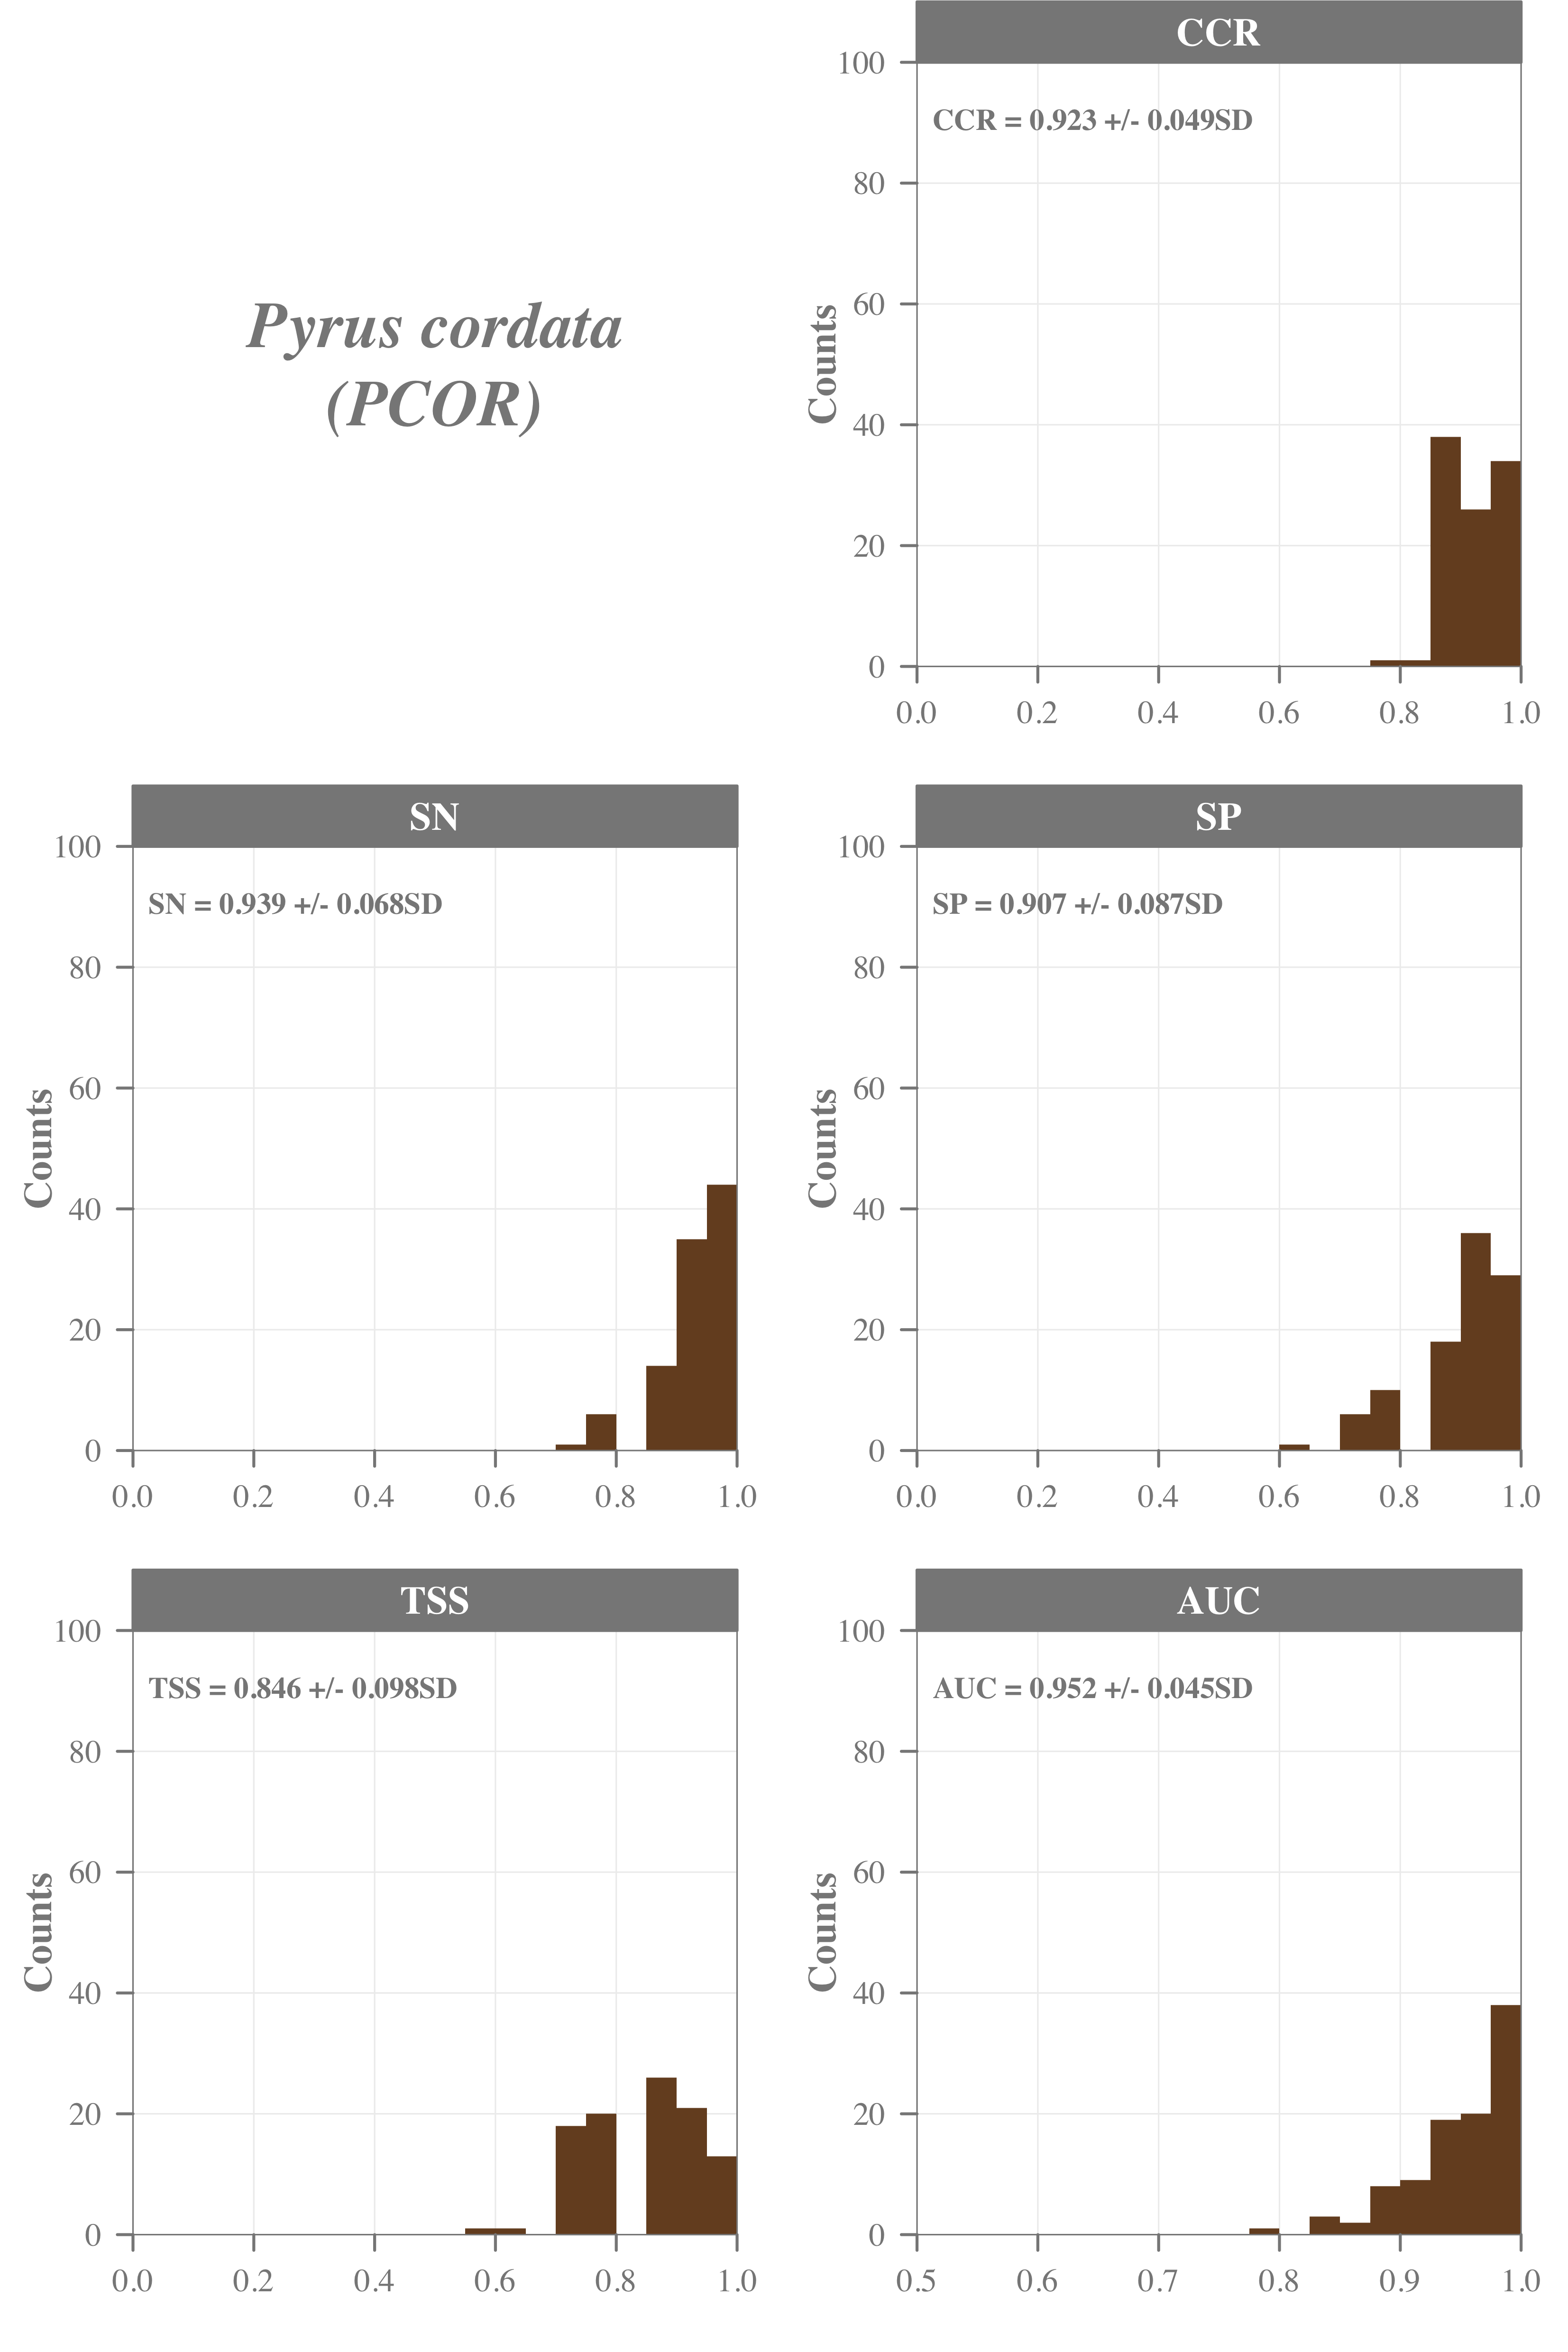 Pyrus cordata
(PCOR)
CCR
CCR = 0.923 +/- 0.049SD
Counts
100
80
60
40
20
0
0.0 0.2 0.4 0.6 0.8 1.0
SN
SN = 0.939 +/- 0.068SD
Counts
100
80
60
40
20
0
0.0 0.2 0.4 0.6 0.8 1.0
SP
SP = 0.907 +/- 0.087SD
Counts
100
80
60
40
20
0
0.0 0.2 0.4 0.6 0.8 1.0
TSS
TSS = 0.846 +/- 0.098SD
Counts
100
80
60
40
20
0
0.0 0.2 0.4 0.6 0.8 1.0
AUC
AUC = 0.952 +/- 0.045SD
Counts
100
80
60
40
20
0
0.5 0.6 0.7 0.8 0.9 1.0